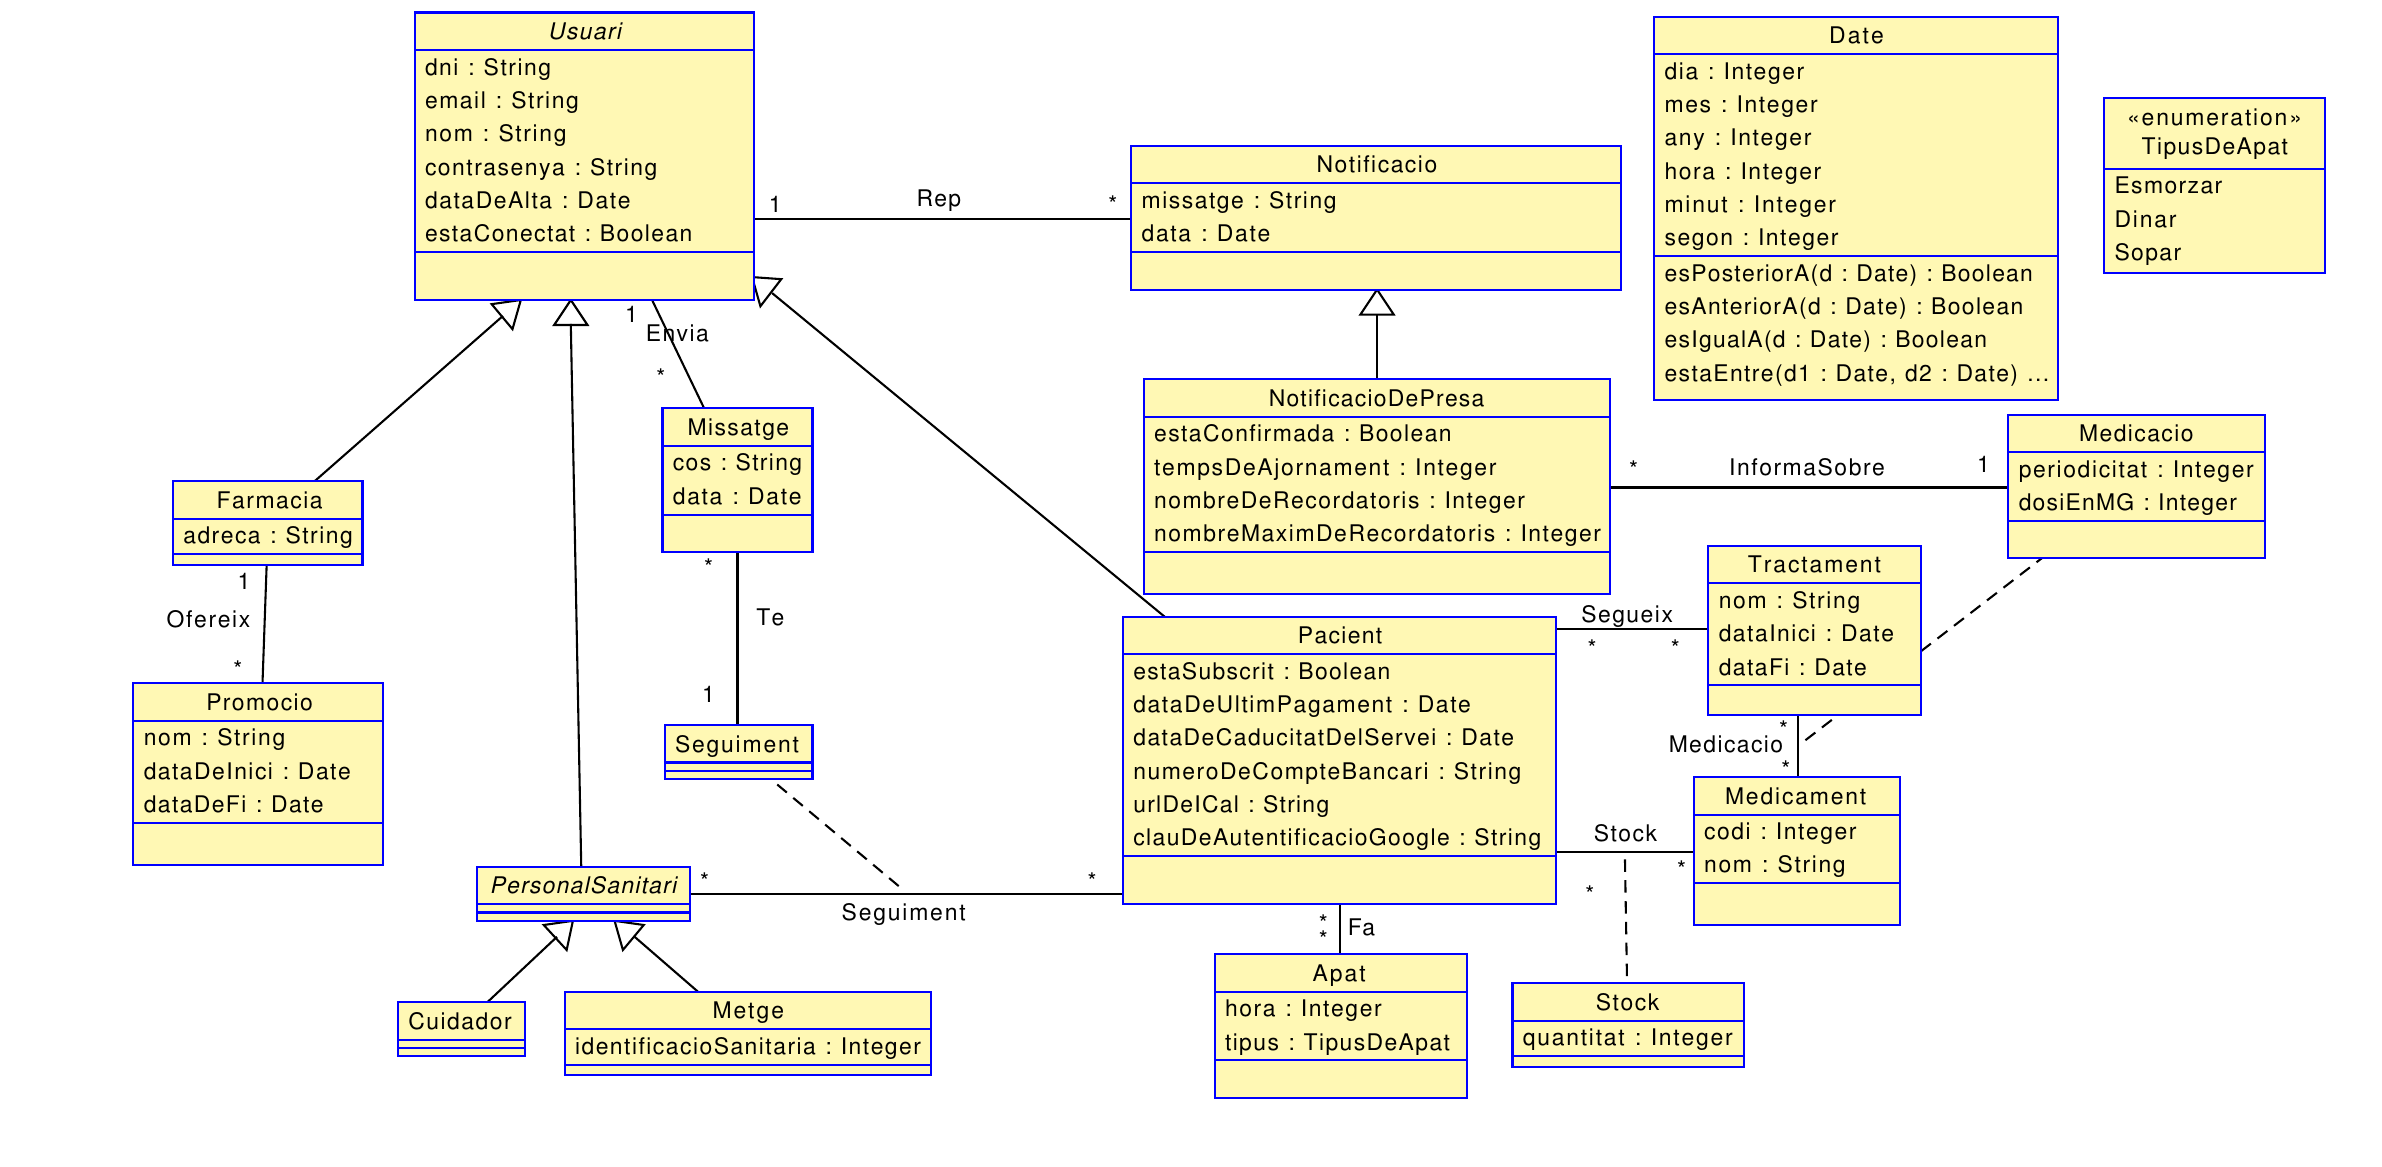 Usuari
dni : String
email : String
nom : String
contrasenya : String
dataDeAlta : Date
estaConectat : Boolean
1
Rep
*
Notificacio
missatge : String
data : Date
Date
dia : Integer
mes : Integer
any : Integer
hora : Integer
minut : Integer
segon : Integer
esPosteriorA(d : Date) : Boolean
esAnteriorA(d : Date) : Boolean
esIgualA(d : Date) : Boolean
estaEntre(d1 : Date, d2 : Date) ...
«enumeration»
TipusDeApat
Esmorzar
Dinar
Sopar
1
Envia
*
Missatge
cos : String
data : Date
NotificacioDePresa
estaConfirmada : Boolean
tempsDeAjornament : Integer
nombreDeRecordatoris : Integer
nombreMaximDeRecordatoris : Integer
*
InformaSobre
1
Medicacio
periodicitat : Integer
dosiEnMG : Integer
Farmacia
adreca : String
1
Ofereix
*
Promocio
nom : String
dataDeInici : Date
dataDeFi : Date
*
Te
1
Seguiment
Pacient
estaSubscrit : Boolean
dataDeUltimPagament : Date
dataDeCaducitatDelServei : Date
numeroDeCompteBancari : String
urlDeICal : String
clauDeAutentificacioGoogle : String
Segueix
*
*
Tractament
nom : String
dataInici : Date
dataFi : Date
*
Medicacio
*
Medicament
codi : Integer
nom : String
Stock
*
*
PersonalSanitari
*
*
Seguiment
*
*
Fa
Cuidador
Metge
identificacioSanitaria : Integer
Apat
hora : Integer
tipus : TipusDeApat
Stock
quantitat : Integer